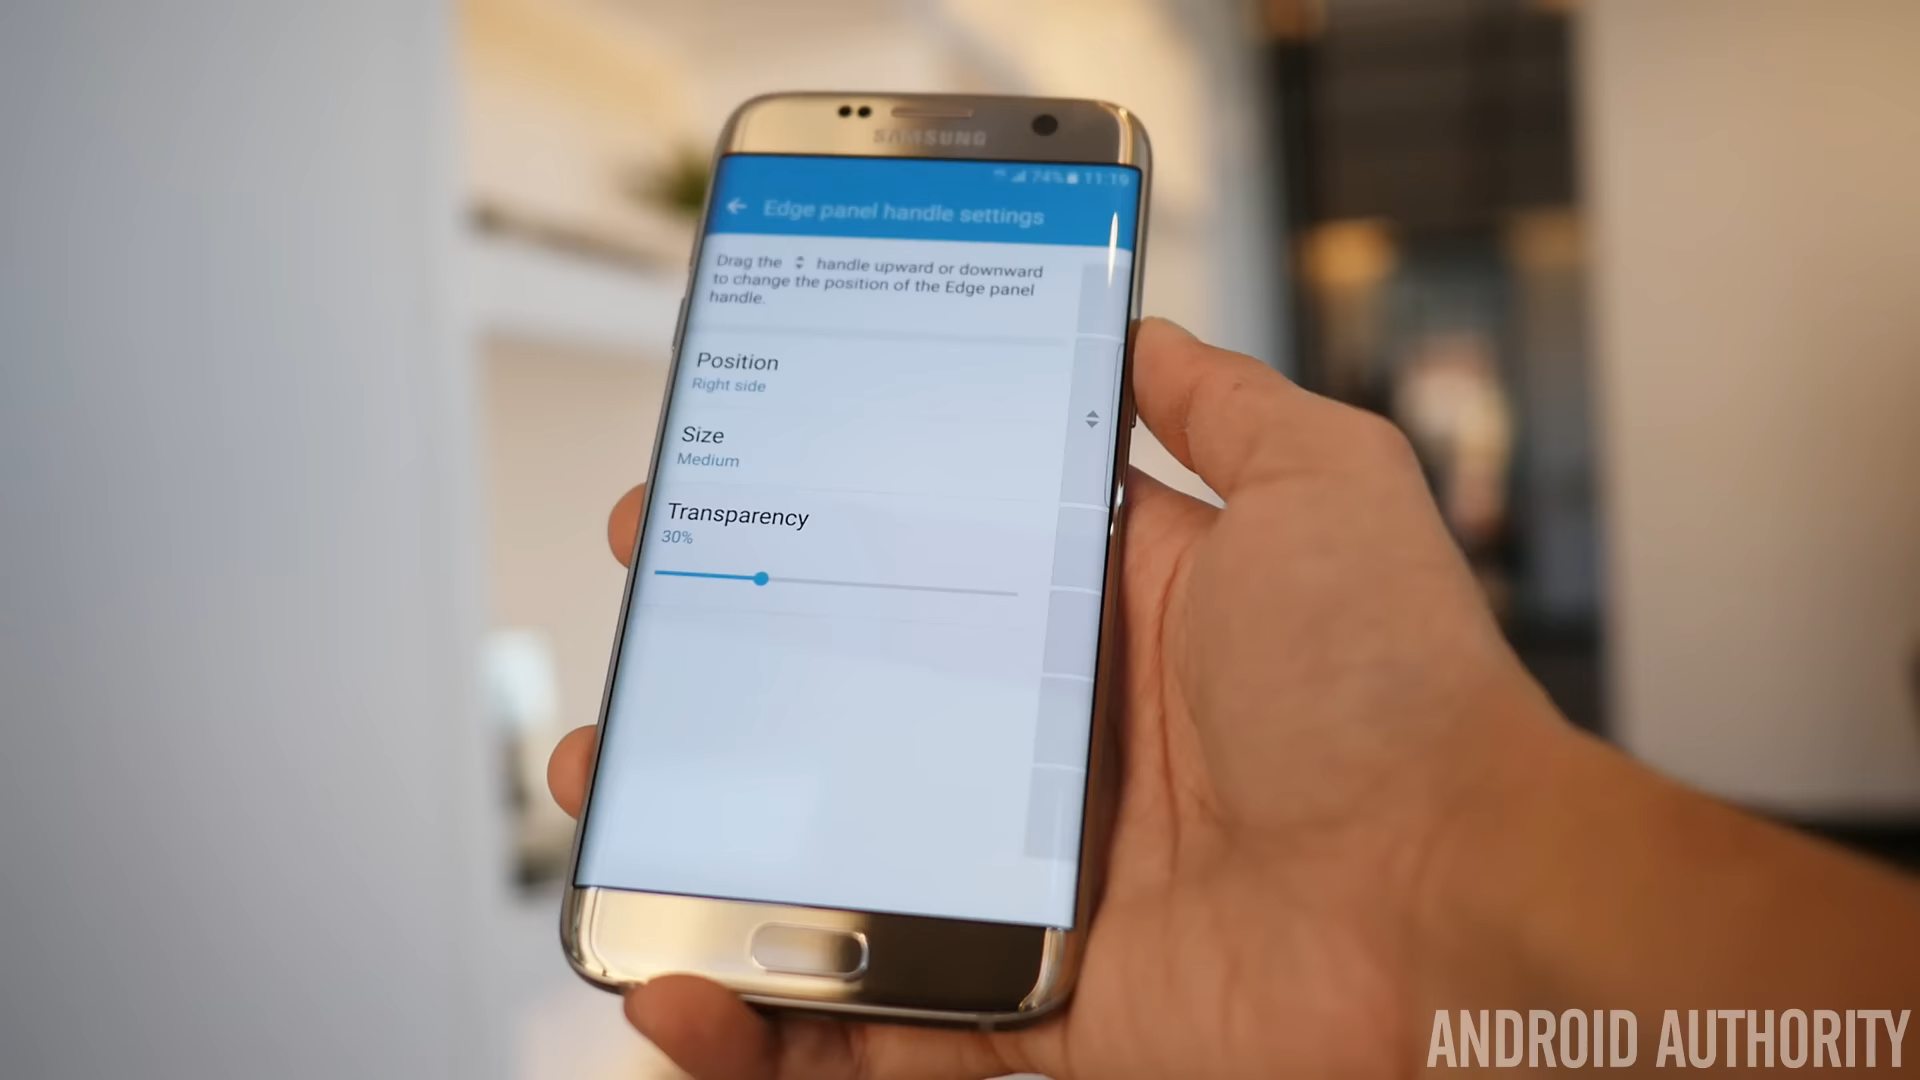 SAMSUNG
74% 11:19
Edge panel handle settings
Drag the handle upward or downward
to change the position of the Edge panel
handle.
Position
Right side
Size
Medium
Transparency
30%
ANDROID AUTHORITY